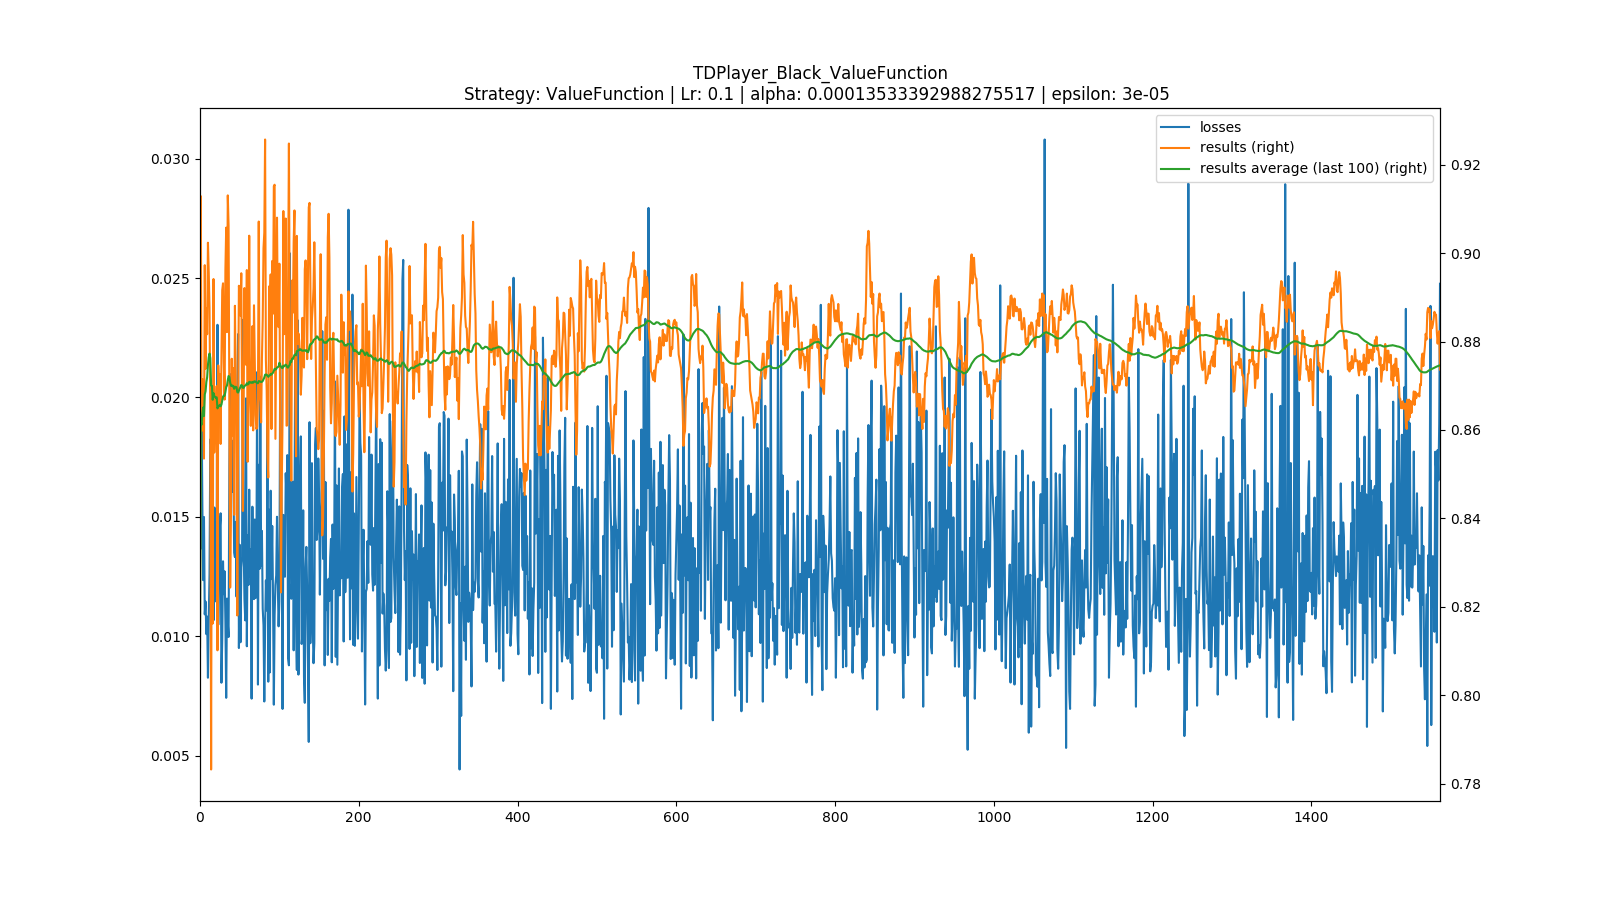 TDPlayer_Black_ValueFunction
Strategy: ValueFunction | Lr: 0.1 | alpha: 0.00013533392988275517 | epsilon: 3e-05
losses
results (right)
results average (last 100) (right)
0.030
0.025
0.020
0.015
0.010
0.005
0.92
0.90
0.88
0.86
0.84
0.82
0.80
0.78
0 200 400 600 800 1000 1200 1400